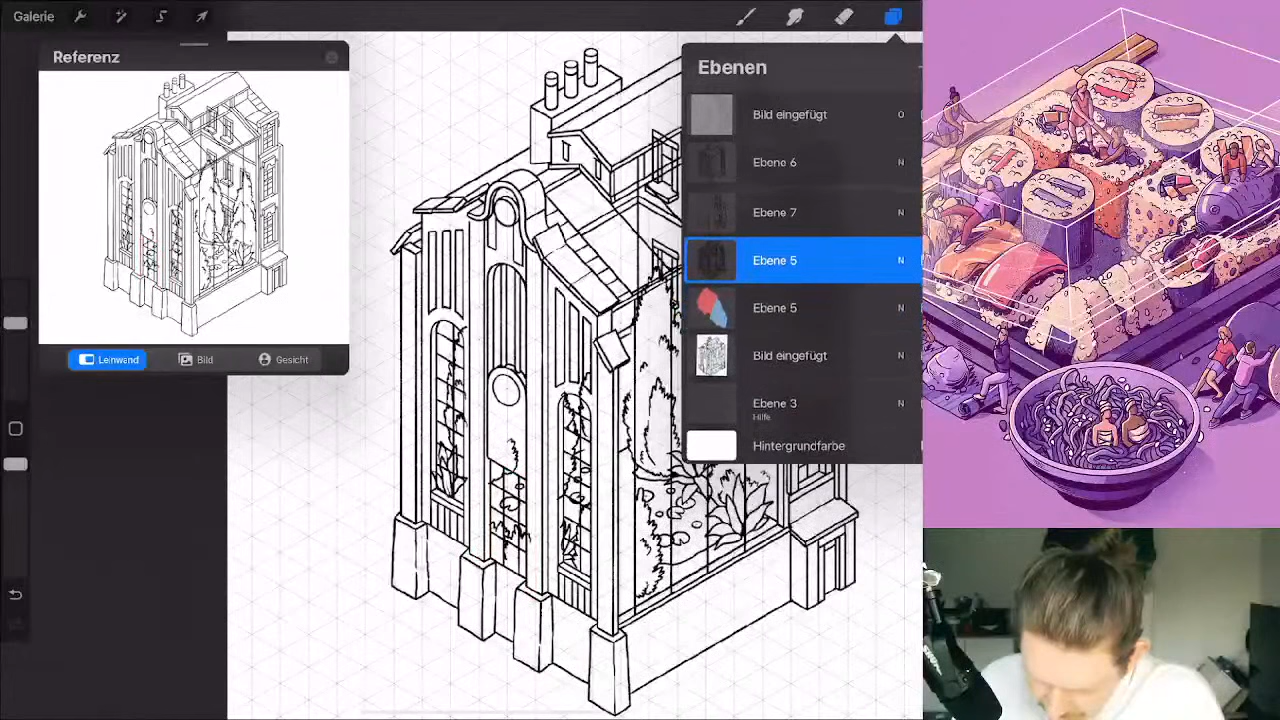 Galerie
Referenz
Leinwand
Bild
Gesicht
Ebenen
Bild eingefügt O
Ebene 6 N
Ebene 7 N
Ebene 5 N
Ebene 5 N
Bild eingefügt N
Ebene 3 N
Hilfe
Hintergrundfarbe